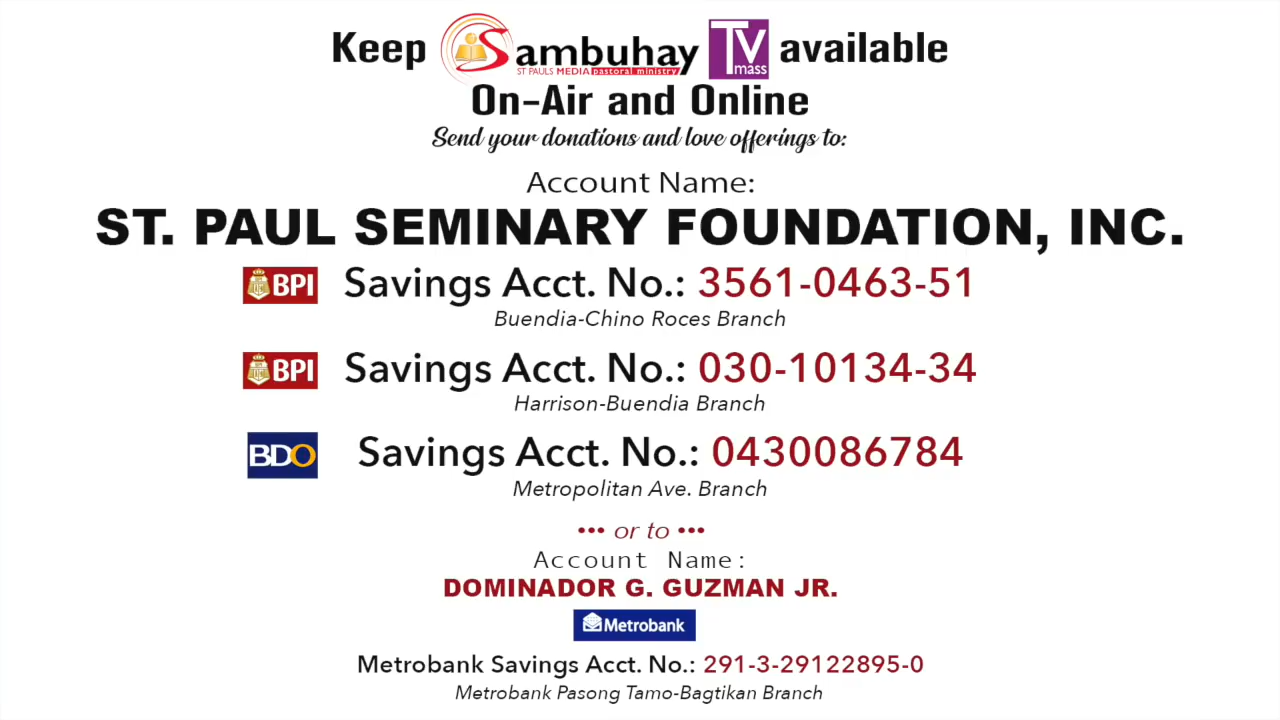 Keep Sambuhay TV mass available
ST PAULS MEDIA pastoral ministry
On-Air and Online
Send your donations and love offerings to:
Account Name:
ST. PAUL SEMINARY FOUNDATION, INC.
BPI Savings Acct. No.: 3561-0463-51
Buendia-Chino Roces Branch
BPI Savings Acct. No.: 030-10134-34
Harrison-Buendia Branch
BDO Savings Acct. No.: 0430086784
Metropolitan Ave. Branch
••• or to •••
Account Name:
DOMINADOR G. GUZMAN JR.
Metrobank
Metrobank Savings Acct. No.: 291-3-29122895-0
Metrobank Pasong Tamo-Bagtikan Branch